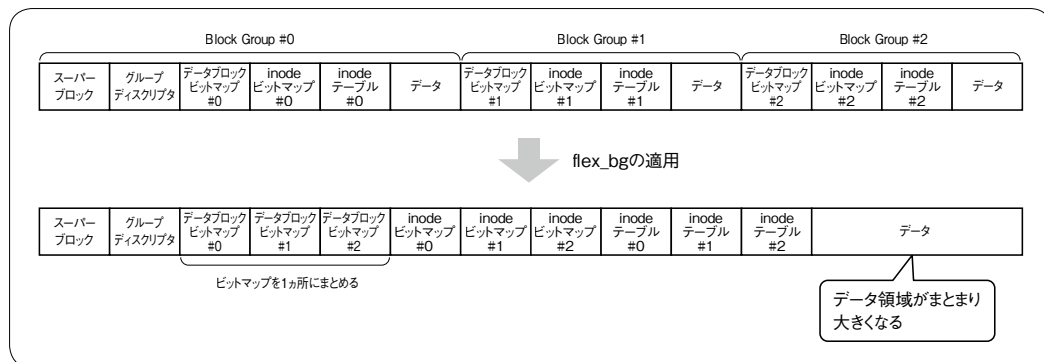 Block Group #0
Block Group #1
Block Group #2
スーパー
ブロック
グループ
ディスクリプタ
データブロック
ビットマップ
#0
inode
ビットマップ
#0
inode
テーブル
#0
データ
データブロック
ビットマップ
#1
inode
ビットマップ
#1
inode
テーブル
#1
データ
データブロック
ビットマップ
#2
inode
ビットマップ
#2
inode
テーブル
#2
データ
flex_bgの適用
スーパー
ブロック
グループ
ディスクリプタ
データブロック
ビットマップ
#0
データブロック
ビットマップ
#1
データブロック
ビットマップ
#2
inode
ビットマップ
#0
inode
ビットマップ
#1
inode
ビットマップ
#2
inode
テーブル
#0
inode
テーブル
#1
inode
テーブル
#2
データ
ビットマップを1ヵ所にまとめる
データ領域がまとまり
大きくなる